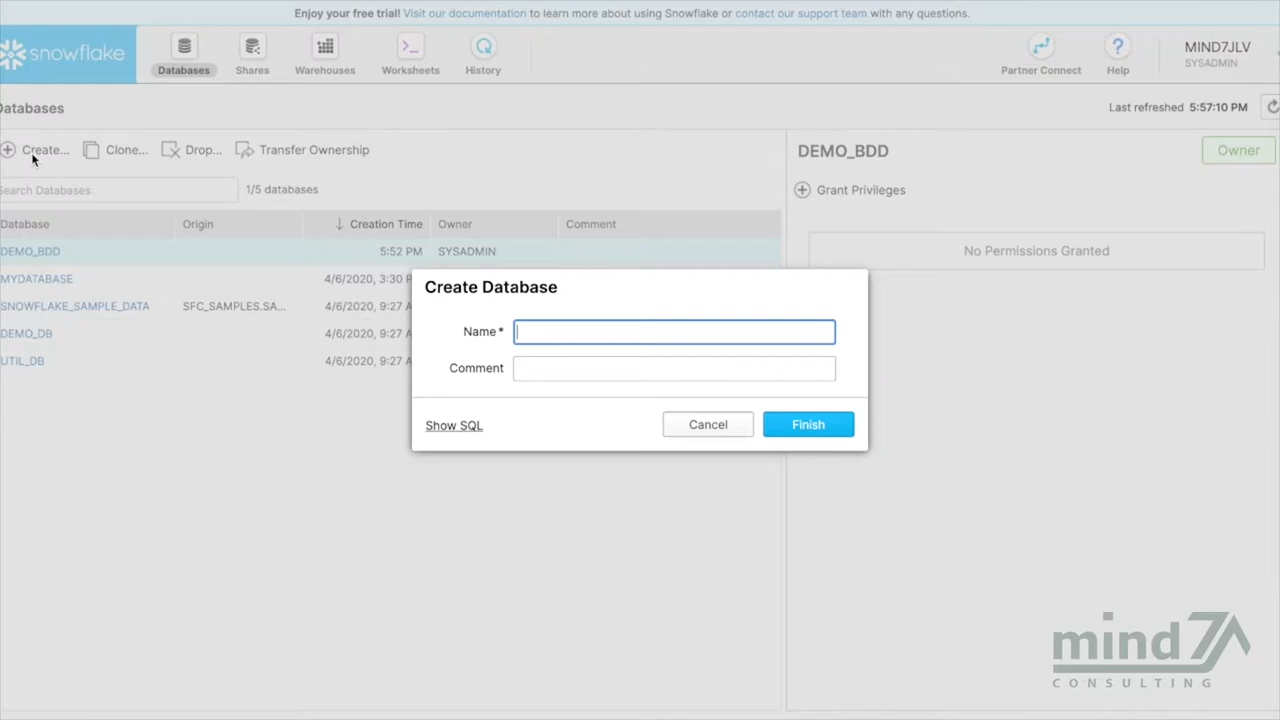 Enjoy your free trial! Visit our documentation to learn more about using Snowflake or contact our support team with any questions.
snowflake
Databases Shares Warehouses Worksheets History Partner Connect Help MIND7JLV
SYSADMIN
Databases Last refreshed 5:57:10 PM
Create... Clone... Drop... Transfer Ownership DEMO_BDD Owner
Search Databases 1/5 databases Grant Privileges
Database Origin Creation Time Owner Comment
DEMO_BDD 5:52 PM SYSADMIN No Permissions Granted
MYDATABASE 4/6/2020, 3:30 P
SNOWFLAKE_SAMPLE_DATA SFC_SAMPLES.SA... 4/6/2020, 9:27 A
DEMO_DB 4/6/2020, 9:27 A
UTIL_DB 4/6/2020, 9:27 A
Create Database
Name *
Comment
Show SQL Cancel Finish
mind7
CONSULTING